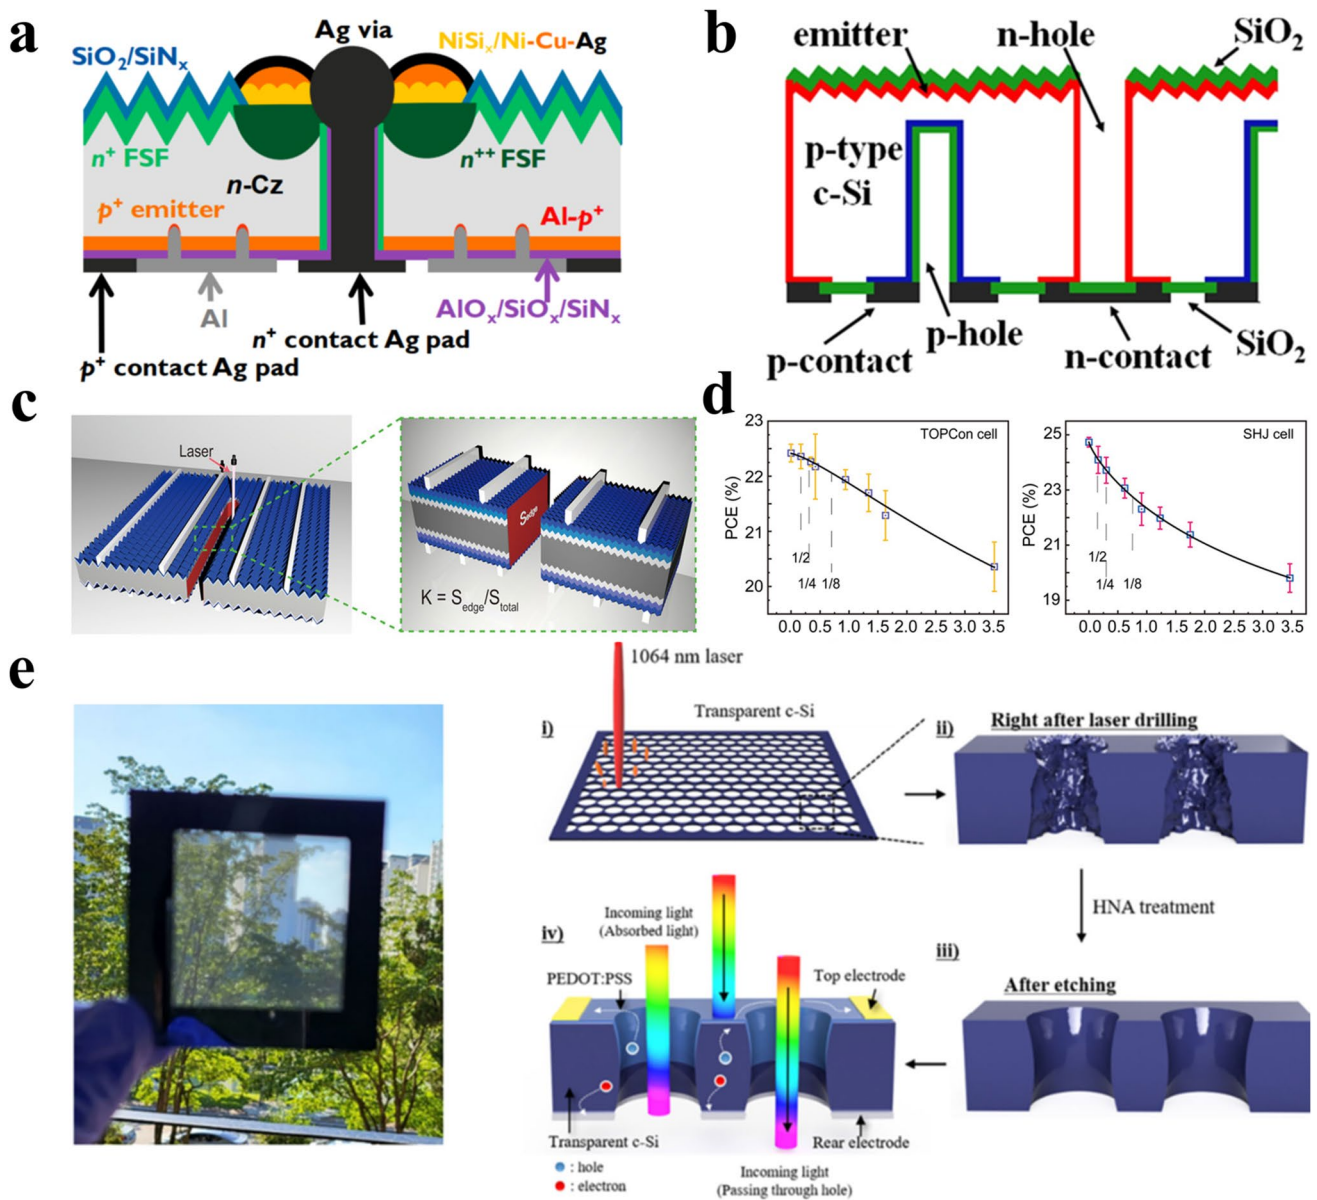 a
Ag via
SiO₂/SiNₓ
NiSiₓ/Ni-Cu-Ag
n⁺ FSF
n⁺⁺ FSF
n-Cz
p⁺ emitter
Al-p⁺
Al
AlOₓ/SiOₓ/SiNₓ
n⁺ contact Ag pad
p⁺ contact Ag pad
b
emitter
n-hole
SiO₂
p-type
c-Si
p-hole
p-contact
n-contact
SiO₂
c
Laser
S_edge
K = S_edge/S_total
d
23
22
21
20
PCE (%)
TOPCon cell
1/2
1/4
1/8
0.0 0.5 1.0 1.5 2.0 2.5 3.0 3.5
25
23
21
19
PCE (%)
SHJ cell
1/2
1/4
1/8
0.0 0.5 1.0 1.5 2.0 2.5 3.0 3.5
e
1064 nm laser
i)
Transparent c-Si
ii)
Right after laser drilling
HNA treatment
iii)
After etching
iv)
Incoming light
(Absorbed light)
PEDOT:PSS
Top electrode
Transparent c-Si
Rear electrode
: hole
: electron
Incoming light
(Passing through hole)